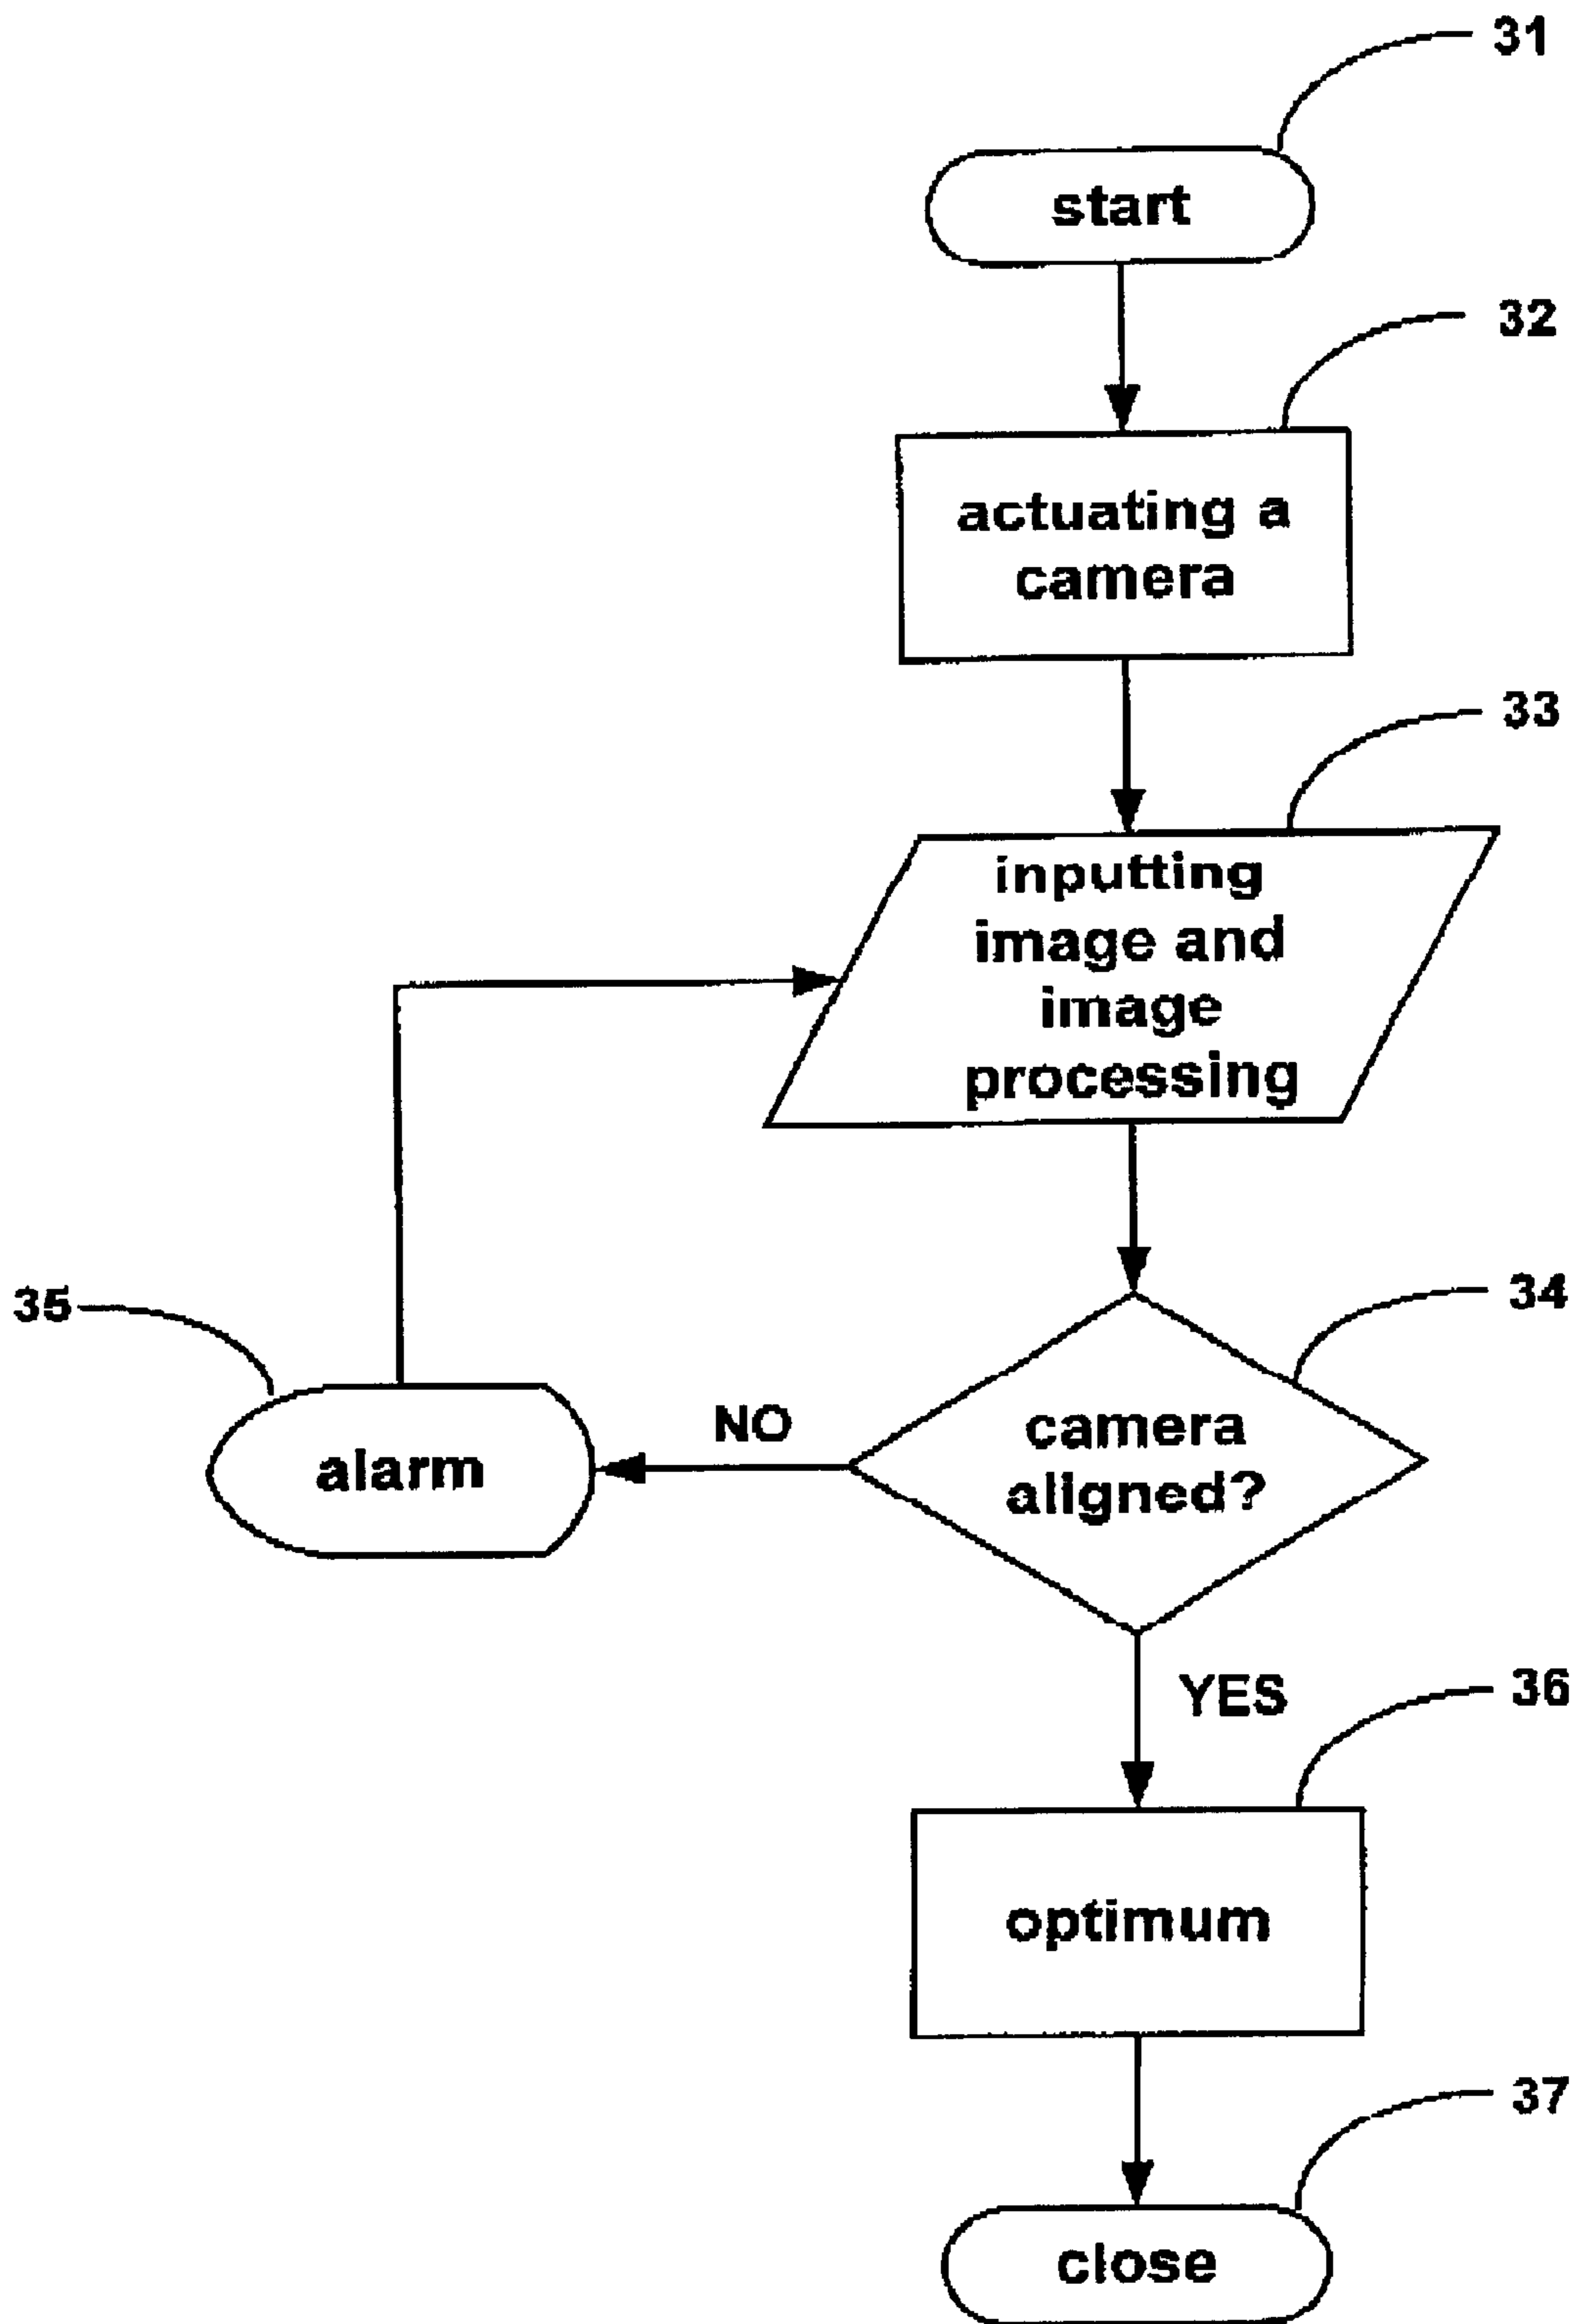 31
start
32
actuating a
camera
33
inputting
image and
image
processing
34
camera
aligned?
NO
35
alarm
YES
36
optimum
37
close